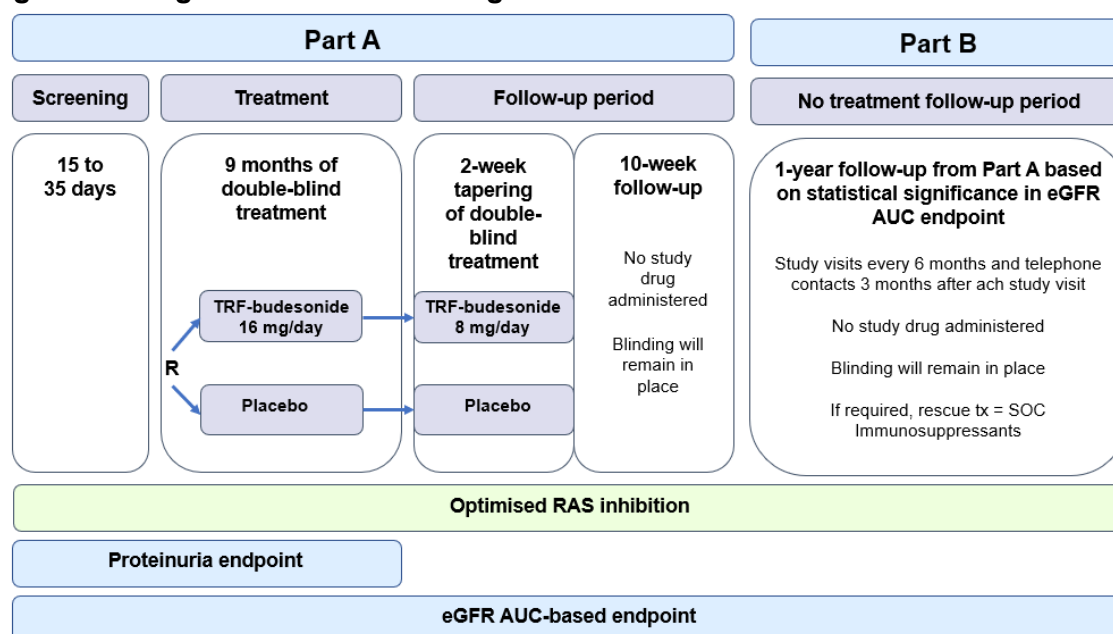 Part A
Part B
Screening
Treatment
Follow-up period
No treatment follow-up period
15 to
35 days
9 months of
double-blind
treatment
2-week
tapering
of double-
blind
treatment
10-week
follow-up
No study
drug
administered
Blinding will
remain in
place
1-year follow-up from Part A based
on statistical significance in eGFR
AUC endpoint
Study visits every 6 months and telephone
contacts 3 months after ach study visit
No study drug administered
Blinding will remain in place
If required, rescue tx = SOC
Immunosuppressants
R
TRF-budesonide
16 mg/day
TRF-budesonide
8 mg/day
Placebo
Placebo
Optimised RAS inhibition
Proteinuria endpoint
eGFR AUC-based endpoint